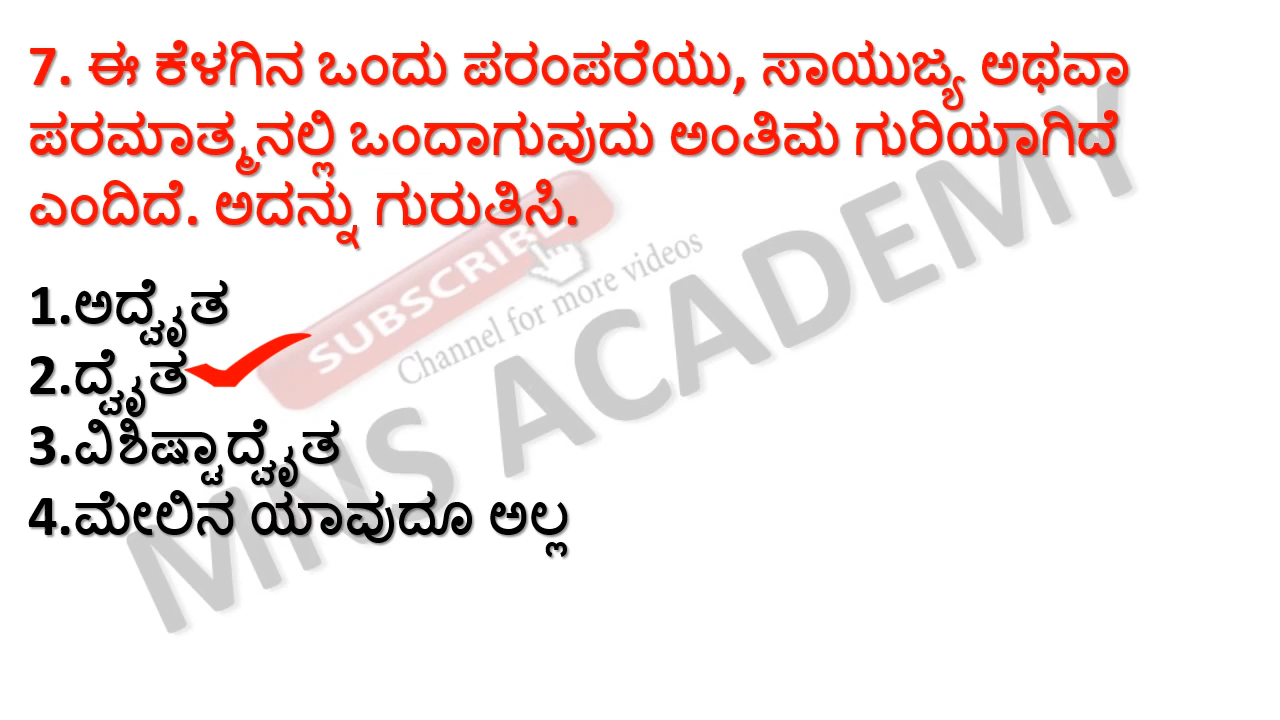 7. ಈ ಕೆಳಗಿನ ಒಂದು ಪರಂಪರೆಯು, ಸಾಯುಜ್ಯ ಅಥವಾ
ಪರಮಾತ್ಮನಲ್ಲಿ ಒಂದಾಗುವುದು ಅಂತಿಮ ಗುರಿಯಾಗಿದೆ
ಎಂದಿದೆ. ಅದನ್ನು ಗುರುತಿಸಿ.
SUBSCRIBE
Channel for more videos
MNS ACADEMY
1.ಅದ್ವೈತ
2.ದ್ವೈತ
3.ವಿಶಿಷ್ಟಾದ್ವೈತ
4.ಮೇಲಿನ ಯಾವುದೂ ಅಲ್ಲ